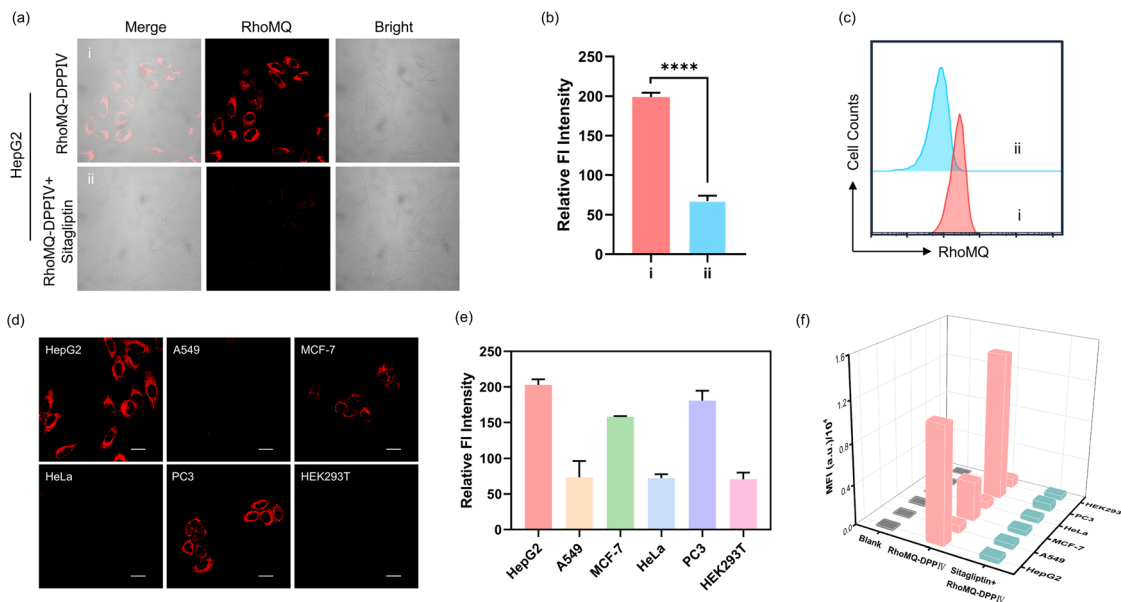 (a)
Merge
RhoMQ
Bright
HepG2
RhoMQ-DPPIV
RhoMQ-DPPIV+
Sitagliptin
i
ii
(b)
Relative FI Intensity
250
200
150
100
50
0
****
i
ii
(c)
Cell Counts
ii
i
RhoMQ
(d)
HepG2
A549
MCF-7
HeLa
PC3
HEK293T
(e)
Relative FI Intensity
250
200
150
100
50
0
HepG2
A549
MCF-7
HeLa
PC3
HEK293T
(f)
MFI (a.u.)/10⁴
1.6
1.2
0.8
0.4
0.0
Blank
RhoMQ-DPPIV
Sitagliptin+
RhoMQ-DPPIV
HEK293
PC3
HeLa
MCF-7
A549
HepG2